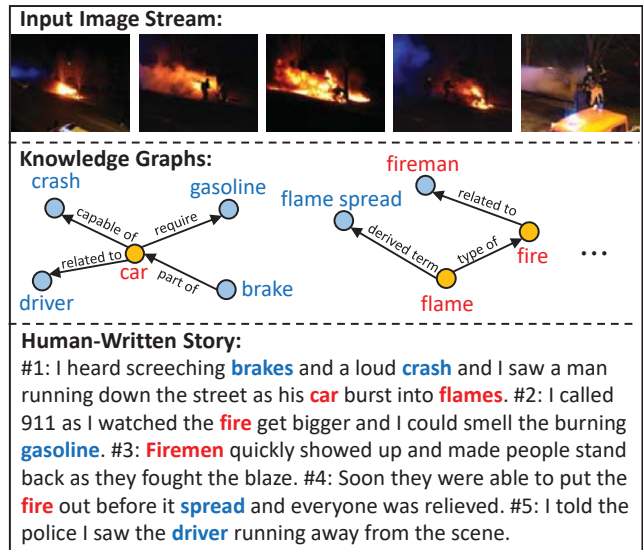 Input Image Stream:
Knowledge Graphs:
crash
gasoline
capable of
require
related to
car
part of
driver
brake
fireman
flame spread
related to
derived term
type of
fire
flame
...
Human-Written Story:
#1: I heard screeching brakes and a loud crash and I saw a man
running down the street as his car burst into flames. #2: I called
911 as I watched the fire get bigger and I could smell the burning
gasoline. #3: Firemen quickly showed up and made people stand
back as they fought the blaze. #4: Soon they were able to put the
fire out before it spread and everyone was relieved. #5: I told the
police I saw the driver running away from the scene.